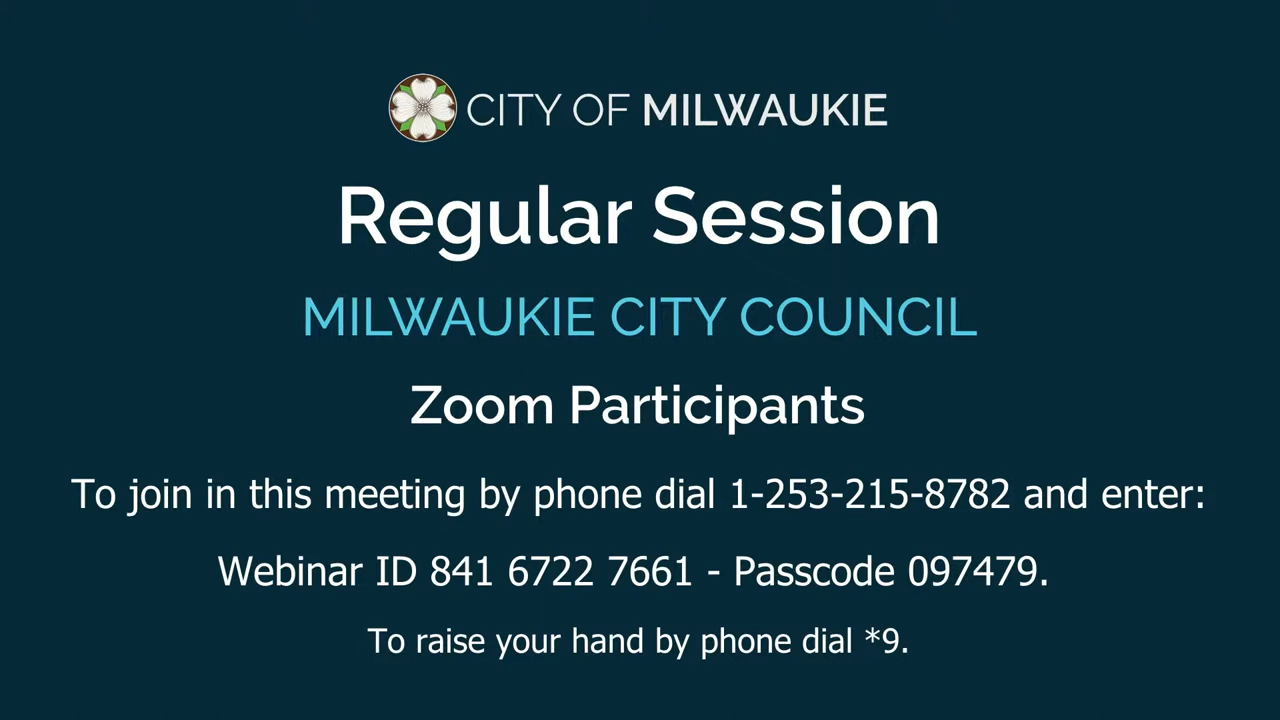 CITY OF MILWAUKIE
Regular Session
MILWAUKIE CITY COUNCIL
Zoom Participants
To join in this meeting by phone dial 1-253-215-8782 and enter:
Webinar ID 841 6722 7661 - Passcode 097479.
To raise your hand by phone dial *9.